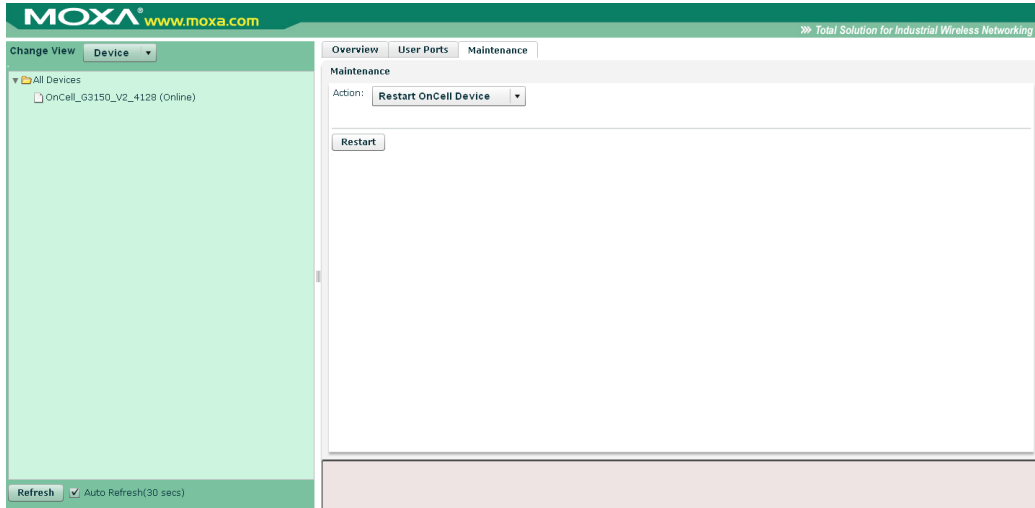 MOXA® www.moxa.com
Total Solution for Industrial Wireless Networking
Change View Device
All Devices
OnCell_G3150_V2_4128 (Online)
Refresh Auto Refresh(30 secs)
Overview User Ports Maintenance
Maintenance
Action: Restart OnCell Device
Restart